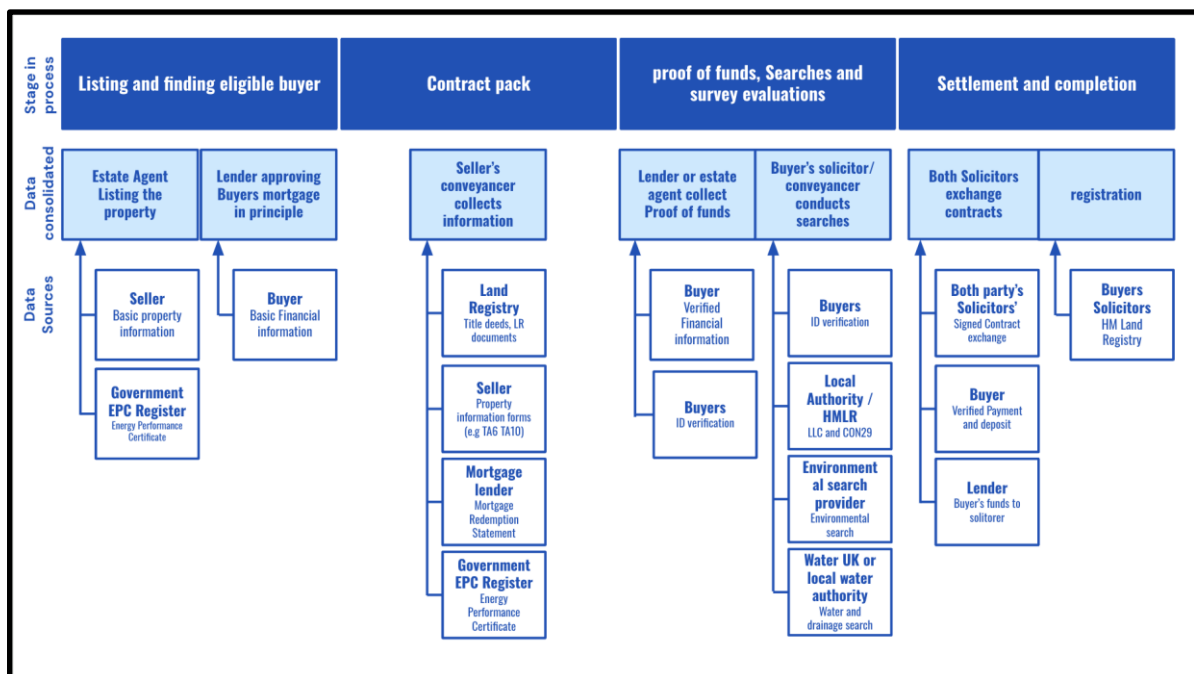 Stage in
process
Listing and finding eligible buyer
Contract pack
proof of funds, Searches and
survey evaluations
Settlement and completion
Data
consolidated
Estate Agent
Listing the
property
Lender approving
Buyers mortgage
in principle
Seller's
conveyancer
collects
information
Lender or estate
agent collect
Proof of funds
Buyer's solicitor/
conveyancer
conducts
searches
Both Solicitors
exchange
contracts
registration
Data
Sources
Seller
Basic property
information
Government
EPC Register
Energy Performance
Certificate
Buyer
Basic Financial
information
Land
Registry
Title deeds, LR
documents
Seller
Property
information forms
(e.g TA6 TA10)
Mortgage
lender
Mortgage
Redemption
Statement
Government
EPC Register
Energy
Performance
Certificate
Buyer
Verified
Financial
information
Buyers
ID verification
Buyers
ID verification
Local
Authority /
HMLR
LLC and CON29
Environment
al search
provider
Environmental
search
Water UK or
local water
authority
Water and
drainage search
Both party's
Solicitors'
Signed Contract
exchange
Buyer
Verified Payment
and deposit
Lender
Buyer's funds to
solitorer
Buyers
Solicitors
HM Land
Registry